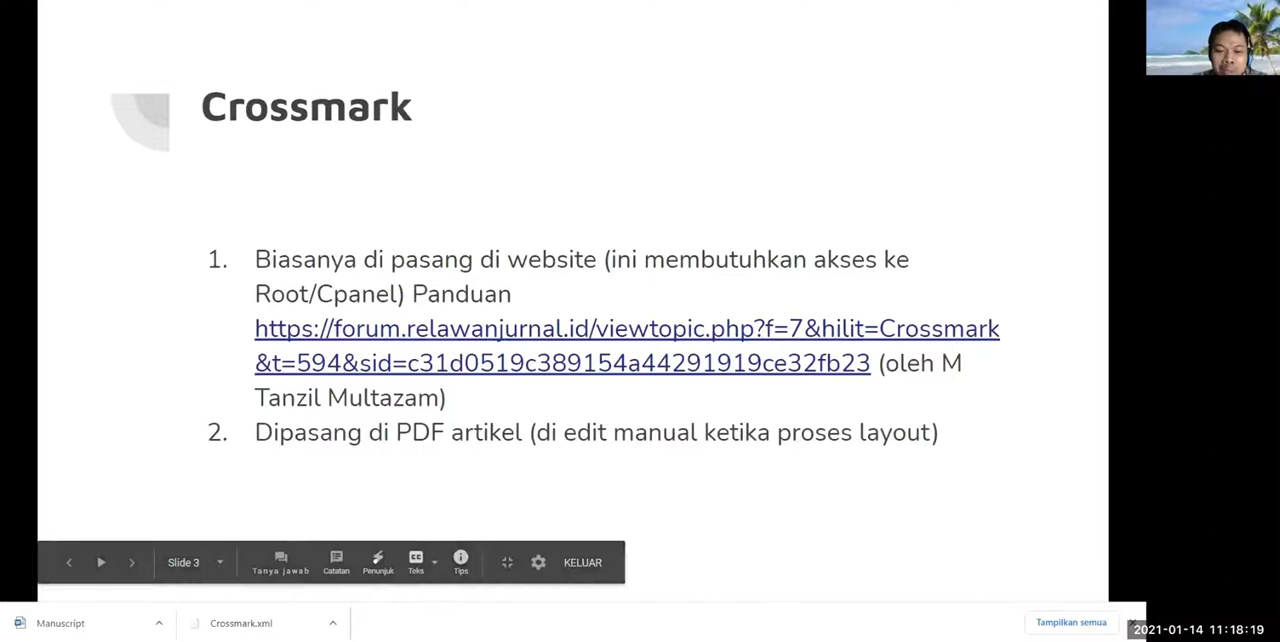 Crossmark
1. Biasanya di pasang di website (ini membutuhkan akses ke
Root/Cpanel) Panduan
https://forum.relawanjurnal.id/viewtopic.php?f=7&hilit=Crossmark
&t=594&sid=c31d0519c389154a44291919ce32fb23 (oleh M
Tanzil Multazam)
2. Dipasang di PDF artikel (di edit manual ketika proses layout)
Slide 3
Tanya jawab
Catatan
Penunjuk
CC
Teks
Tips
KELUAR
Manuscript
Crossmark.xml
Tampilkan semua
2021-01-14 11:18:19